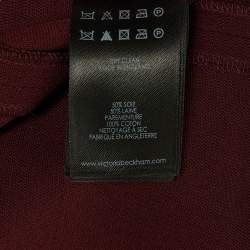 DRY CLEAN
MADE IN ENGLAND
50% SOIE
50% LAINE
PAREMENTURE
100% COTON
NETTOYAGE A SEC
FABRIQUE EN ANGLETERRE
www.victoriabeckham.com